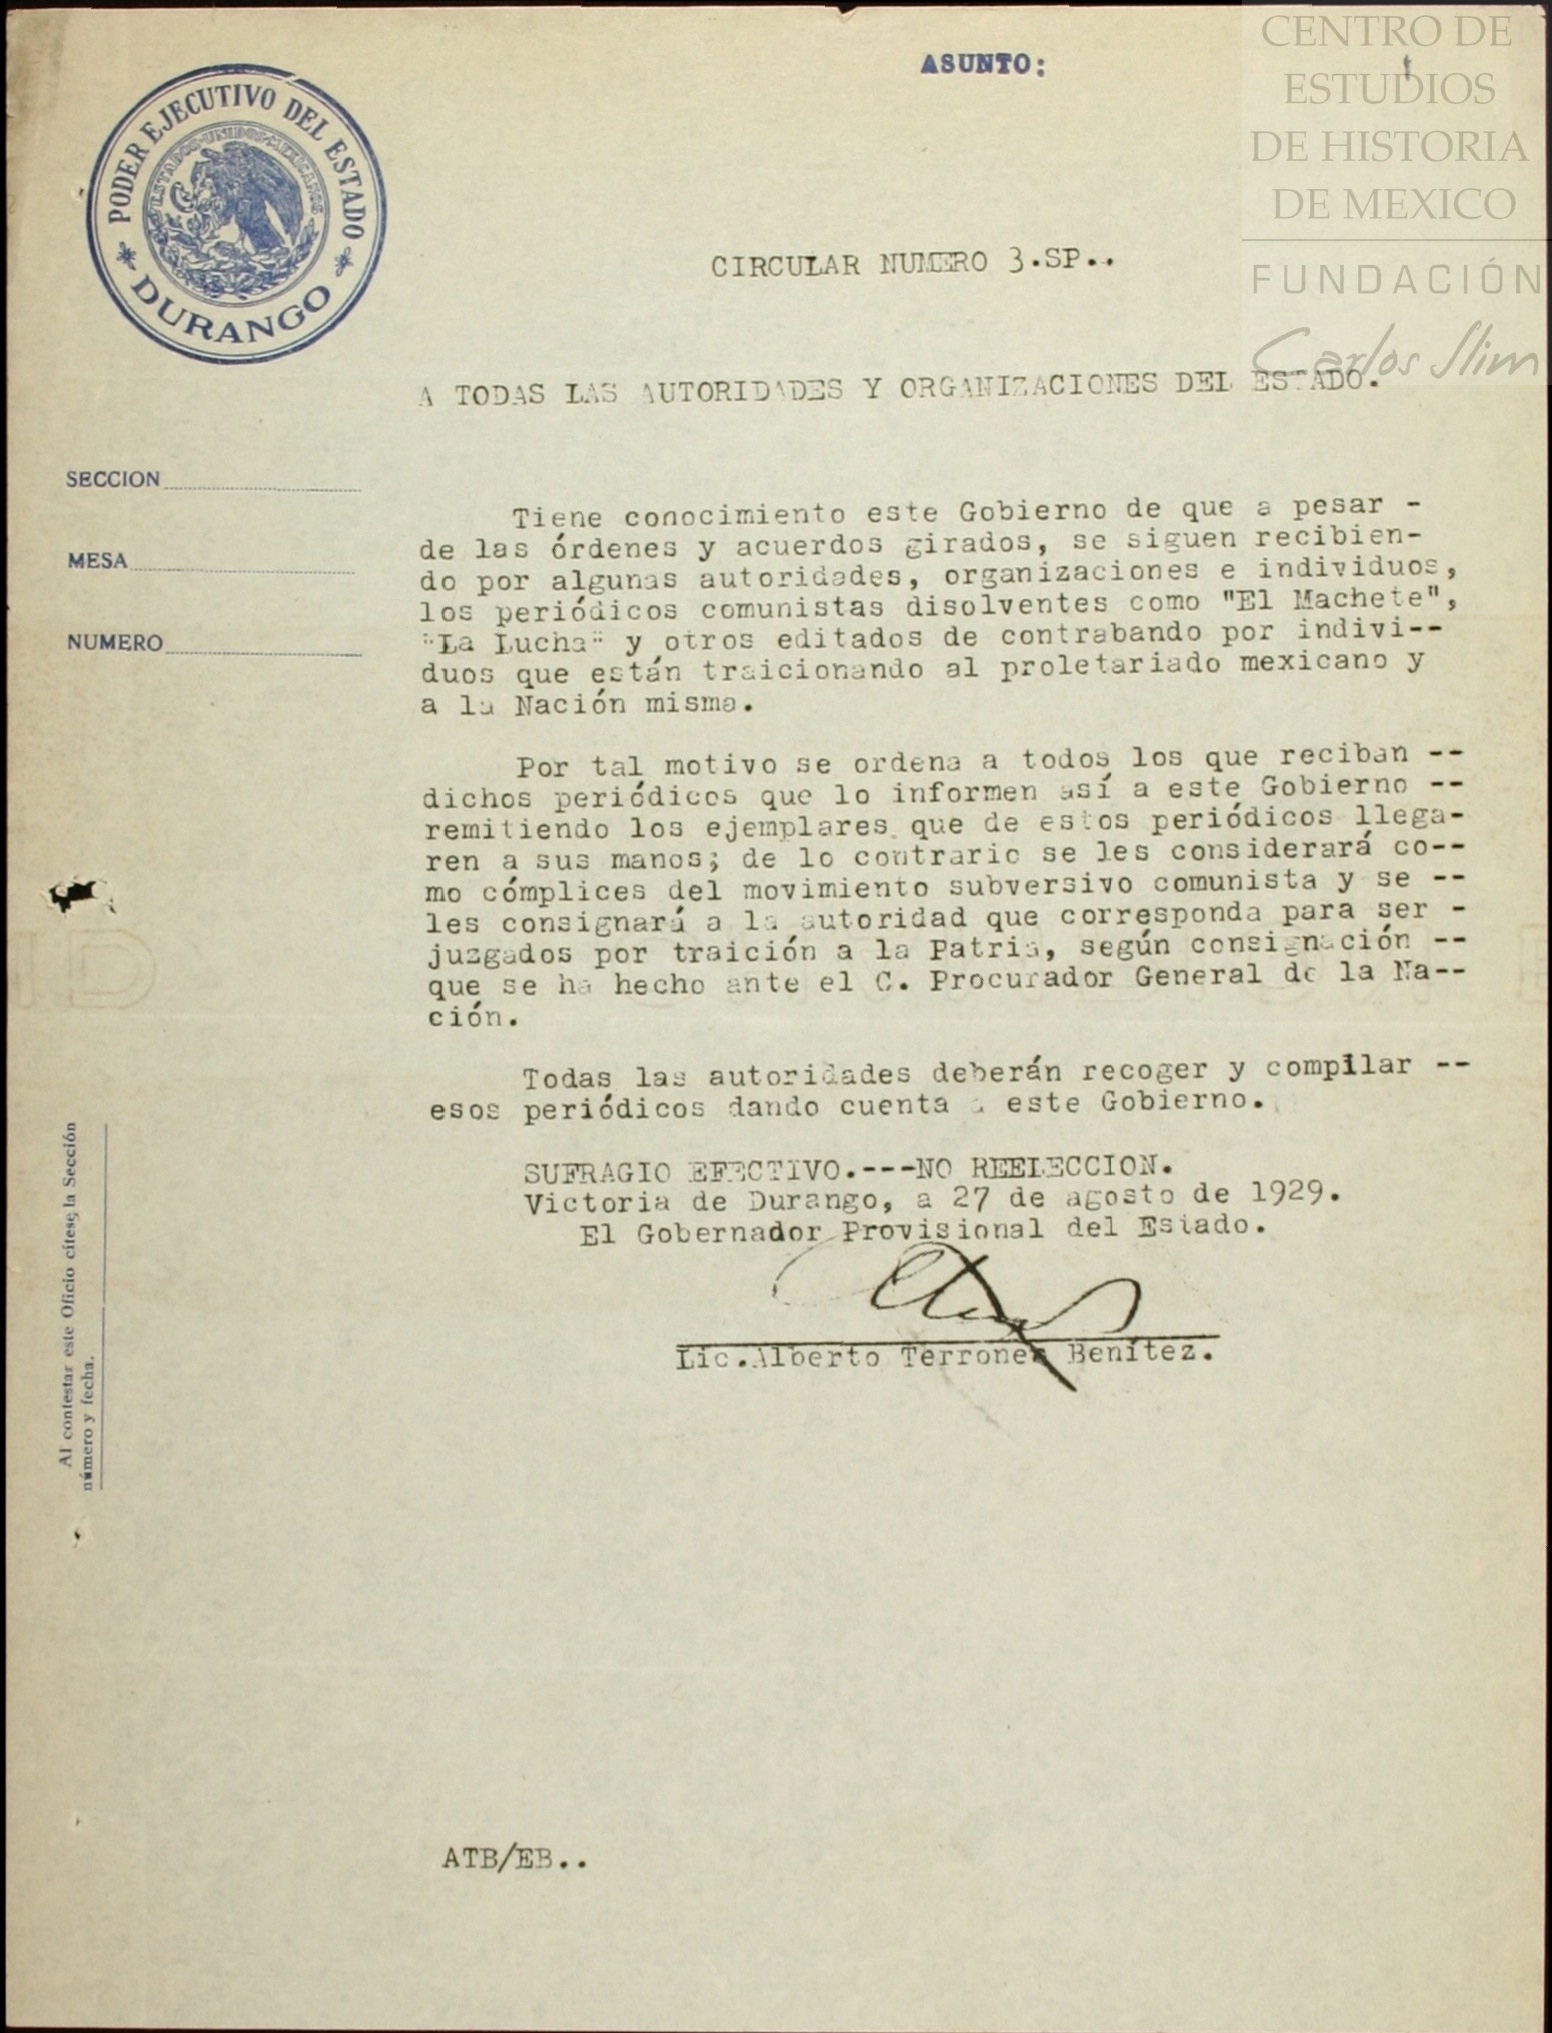 CENTRO DE
ESTUDIOS
DE HISTORIA
DE MEXICO
FUNDACIÓN
Carlos Slim
ASUNTO:
PODER EJECUTIVO DEL ESTADO
ESTADOS UNIDOS MEXICANOS
DURANGO
CIRCULAR NUMERO 3.SP..
A TODAS LAS AUTORIDADES Y ORGANIZACIONES DEL ESTADO.
SECCION
MESA
NUMERO
Tiene conocimiento este Gobierno de que a pesar -
de las órdenes y acuerdos girados, se siguen recibien-
do por algunas autoridades, organizaciones e individuos,
los periódicos comunistas disolventes como "El Machete",
"La Lucha" y otros editados de contrabando por indivi--
duos que están traicionando al proletariado mexicano y
a la Nación misma.
Por tal motivo se ordena a todos los que reciban --
dichos periódicos que lo informen así a este Gobierno --
remitiendo los ejemplares que de estos periódicos llega-
ren a sus manos; de lo contrario se les considerará co--
mo cómplices del movimiento subversivo comunista y se --
les consignará a la autoridad que corresponda para ser -
juzgados por traición a la Patria, según consignación --
que se ha hecho ante el C. Procurador General de la Na--
ción.
Todas las autoridades deberán recoger y compilar --
esos periódicos dando cuenta a este Gobierno.
SUFRAGIO EFECTIVO.---NO REELECCION.
Victoria de Durango, a 27 de agosto de 1929.
El Gobernador Provisional del Estado.
Lic. Alberto Terrones Benítez.
Al contestar este Oficio cítese la Sección
número y fecha.
ATB/EB..